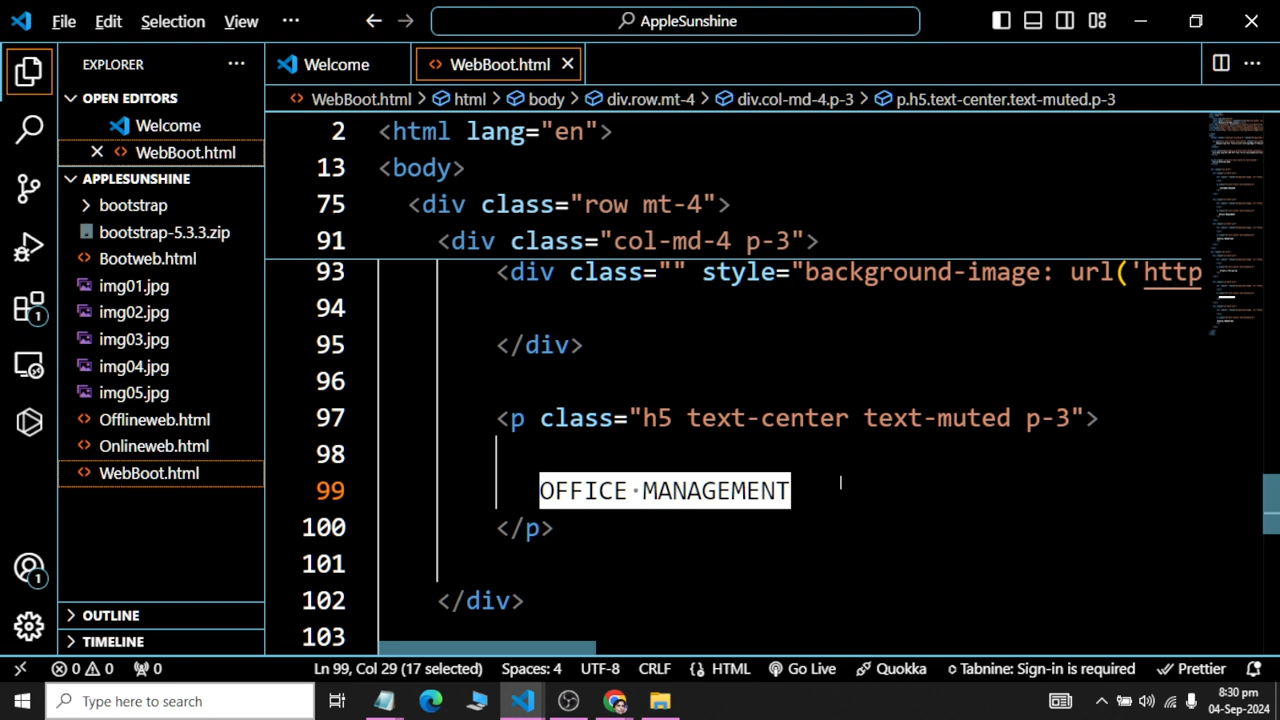 File Edit Selection View ··· AppleSunshine
EXPLORER ··· Welcome WebBoot.html
OPEN EDITORS WebBoot.html > html > body > div.row.mt-4 > div.col-md-4.p-3 > p.h5.text-center.text-muted.p-3
Welcome
WebBoot.html
APPLESUNSHINE
bootstrap
bootstrap-5.3.3.zip
Bootweb.html
img01.jpg
img02.jpg
img03.jpg
img04.jpg
img05.jpg
Offlineweb.html
Onlineweb.html
WebBoot.html
OUTLINE
TIMELINE
2 <html lang="en">
13 <body>
75 <div class="row mt-4">
91 <div class="col-md-4 p-3">
93 <div class="" style="background-image: url('http
94
95 </div>
96
97 <p class="h5 text-center text-muted p-3">
98
99 OFFICE·MANAGEMENT
100 </p>
101
102 </div>
103
1
1
0 0 0 Ln 99, Col 29 (17 selected) Spaces: 4 UTF-8 CRLF {} HTML Go Live Quokka Tabnine: Sign-in is required Prettier
Type here to search
8:30 pm
04-Sep-2024